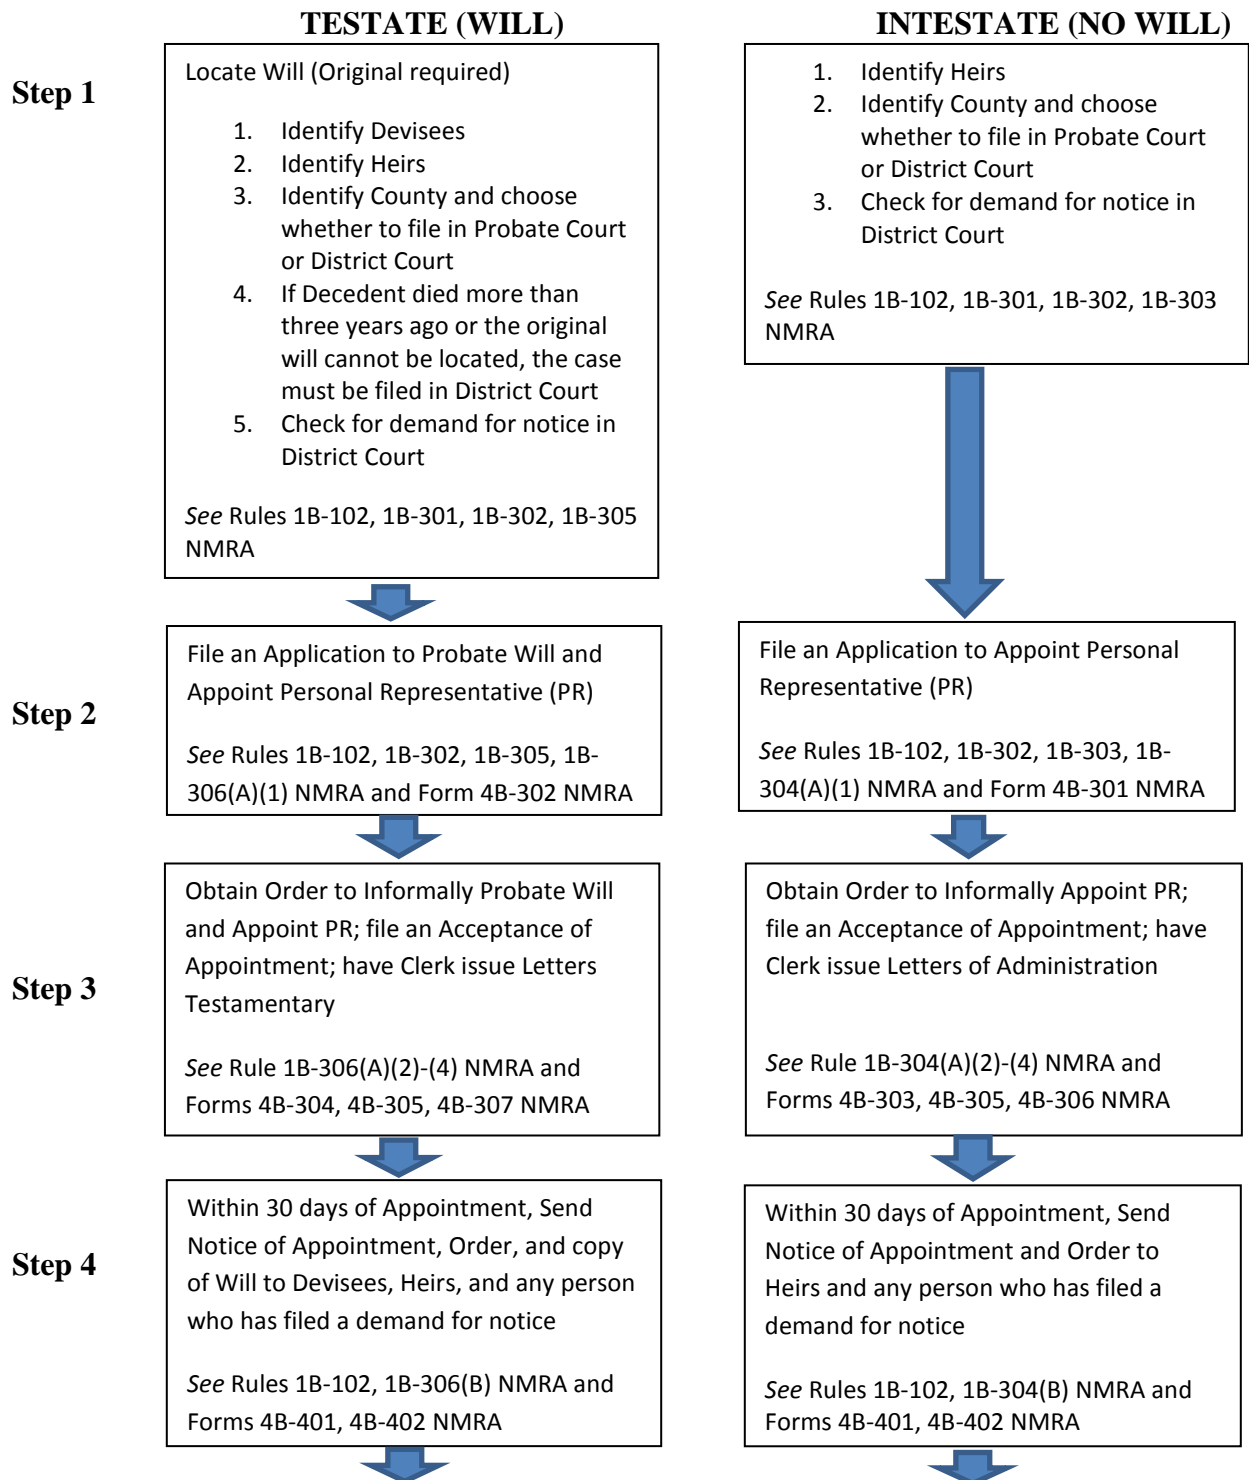 TESTATE (WILL)
INTESTATE (NO WILL)
Step 1
Locate Will (Original required)
1. Identify Devisees
2. Identify Heirs
3. Identify County and choose
whether to file in Probate Court
or District Court
4. If Decedent died more than
three years ago or the original
will cannot be located, the case
must be filed in District Court
5. Check for demand for notice in
District Court
See Rules 1B-102, 1B-301, 1B-302, 1B-305
NMRA
1. Identify Heirs
2. Identify County and choose
whether to file in Probate Court
or District Court
3. Check for demand for notice in
District Court
See Rules 1B-102, 1B-301, 1B-302, 1B-303
NMRA
Step 2
File an Application to Probate Will and
Appoint Personal Representative (PR)
See Rules 1B-102, 1B-302, 1B-305, 1B-
306(A)(1) NMRA and Form 4B-302 NMRA
File an Application to Appoint Personal
Representative (PR)
See Rules 1B-102, 1B-302, 1B-303, 1B-
304(A)(1) NMRA and Form 4B-301 NMRA
Step 3
Obtain Order to Informally Probate Will
and Appoint PR; file an Acceptance of
Appointment; have Clerk issue Letters
Testamentary
See Rule 1B-306(A)(2)-(4) NMRA and
Forms 4B-304, 4B-305, 4B-307 NMRA
Obtain Order to Informally Appoint PR;
file an Acceptance of Appointment; have
Clerk issue Letters of Administration
See Rule 1B-304(A)(2)-(4) NMRA and
Forms 4B-303, 4B-305, 4B-306 NMRA
Step 4
Within 30 days of Appointment, Send
Notice of Appointment, Order, and copy
of Will to Devisees, Heirs, and any person
who has filed a demand for notice
See Rules 1B-102, 1B-306(B) NMRA and
Forms 4B-401, 4B-402 NMRA
Within 30 days of Appointment, Send
Notice of Appointment and Order to
Heirs and any person who has filed a
demand for notice
See Rules 1B-102, 1B-304(B) NMRA and
Forms 4B-401, 4B-402 NMRA